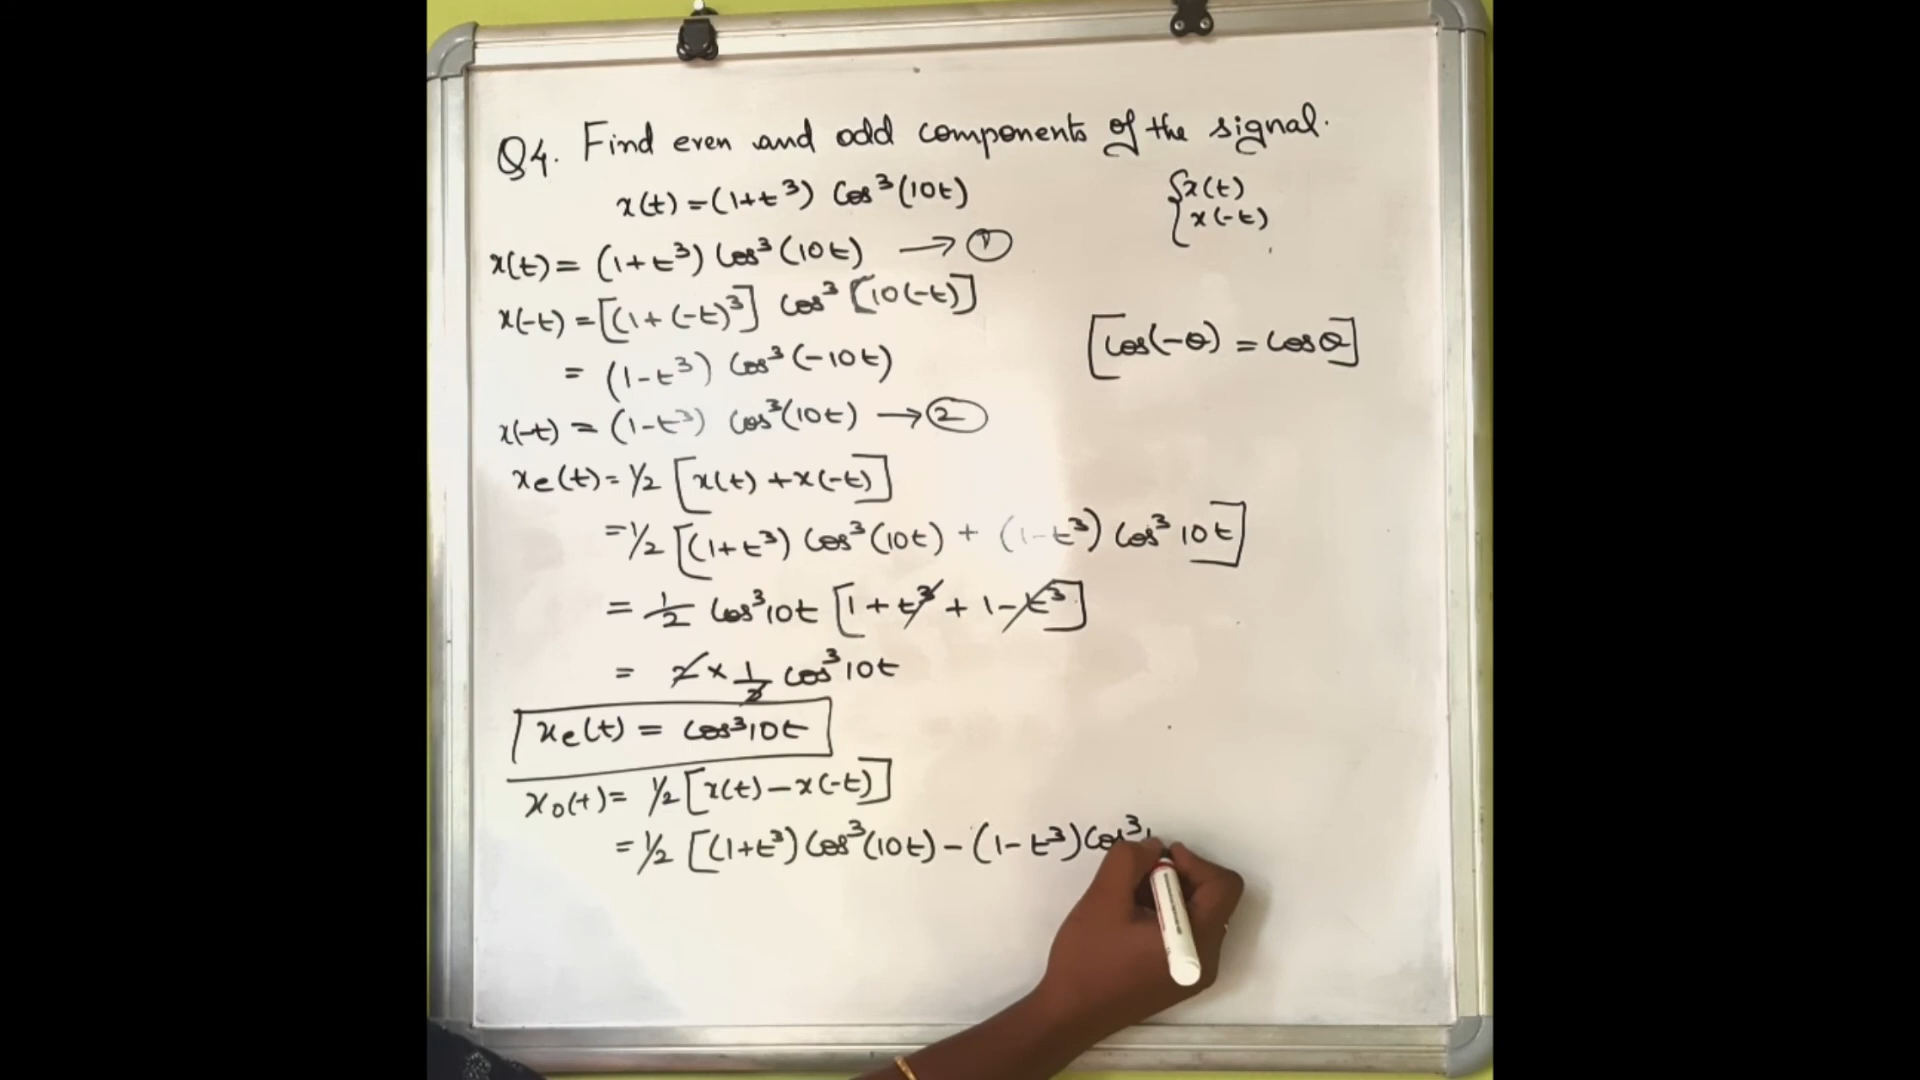 Q4. Find even and odd components of the signal.
x(t)=(1+t³) Cos³(10t)
{x(t)
x(-t)
x(t)= (1+t³) Cos³(10t) → ①
x(-t) =[(1+(-t)³] Cos³[10(-t)]
[Cos(-θ) = Cosθ]
= (1-t³) Cos³(-10t)
x(-t) = (1-t³) Cos³(10t) → ②
xe(t)= 1/2 [x(t)+x(-t)]
=1/2 [(1+t³) Cos³(10t) + (1-t³) Cos³ 10t]
= 1/2 Cos³10t [1+t³+1-t³]
= 2 × 1/2 Cos³10t
xe(t) = Cos³10t
xo(t)= 1/2 [x(t)-x(-t)]
= 1/2 [(1+t³) Cos³(10t) - (1-t³) Cos³